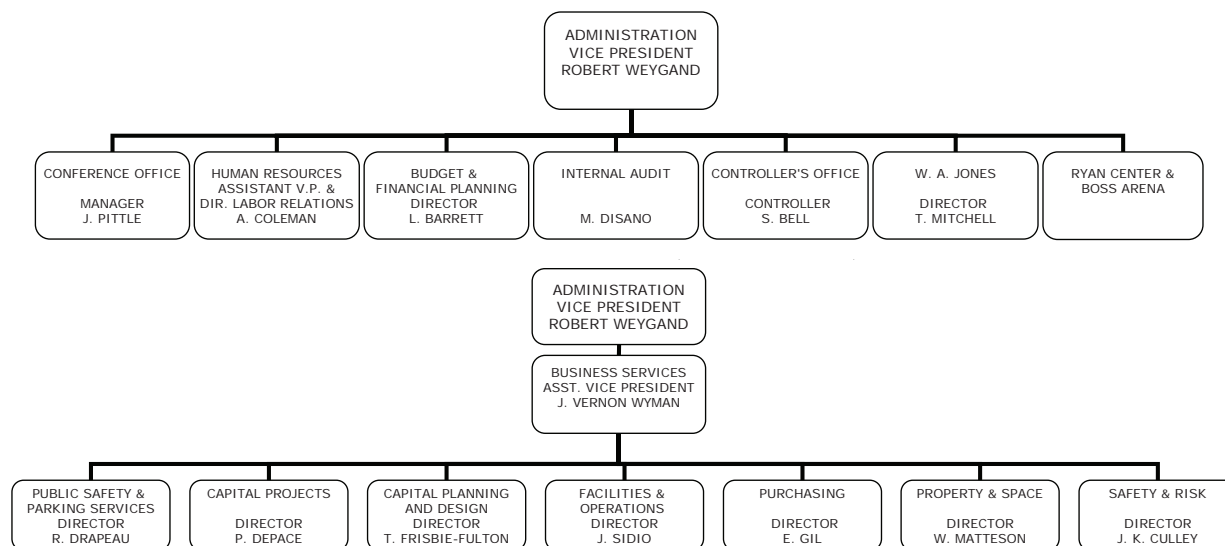 ADMINISTRATION
VICE PRESIDENT
ROBERT WEYGAND
CONFERENCE OFFICE
MANAGER
J. PITTLE
HUMAN RESOURCES
ASSISTANT V.P. &
DIR. LABOR RELATIONS
A. COLEMAN
BUDGET &
FINANCIAL PLANNING
DIRECTOR
L. BARRETT
INTERNAL AUDIT
M. DISANO
CONTROLLER'S OFFICE
CONTROLLER
S. BELL
W. A. JONES
DIRECTOR
T. MITCHELL
RYAN CENTER &
BOSS ARENA
ADMINISTRATION
VICE PRESIDENT
ROBERT WEYGAND
BUSINESS SERVICES
ASST. VICE PRESIDENT
J. VERNON WYMAN
PUBLIC SAFETY &
PARKING SERVICES
DIRECTOR
R. DRAPEAU
CAPITAL PROJECTS
DIRECTOR
P. DEPACE
CAPITAL PLANNING
AND DESIGN
DIRECTOR
T. FRISBIE-FULTON
FACILITIES &
OPERATIONS
DIRECTOR
J. SIDIO
PURCHASING
DIRECTOR
E. GIL
PROPERTY & SPACE
DIRECTOR
W. MATTESON
SAFETY & RISK
DIRECTOR
J. K. CULLEY